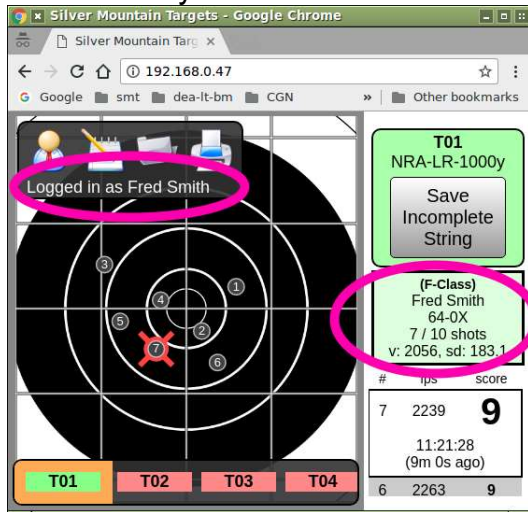 Silver Mountain Targets - Google Chrome
Silver Mountain Targ
192.168.0.47
Google smt dea-lt-bm CGN » Other bookmarks
Logged in as Fred Smith
3
1
4
5
2
7
6
T01 T02 T03 T04
T01
NRA-LR-1000y
Save
Incomplete
String
(F-Class)
Fred Smith
64-0X
7 / 10 shots
v: 2056, sd: 183.1
# fps score
7 2239 9
11:21:28
(9m 0s ago)
6 2263 9